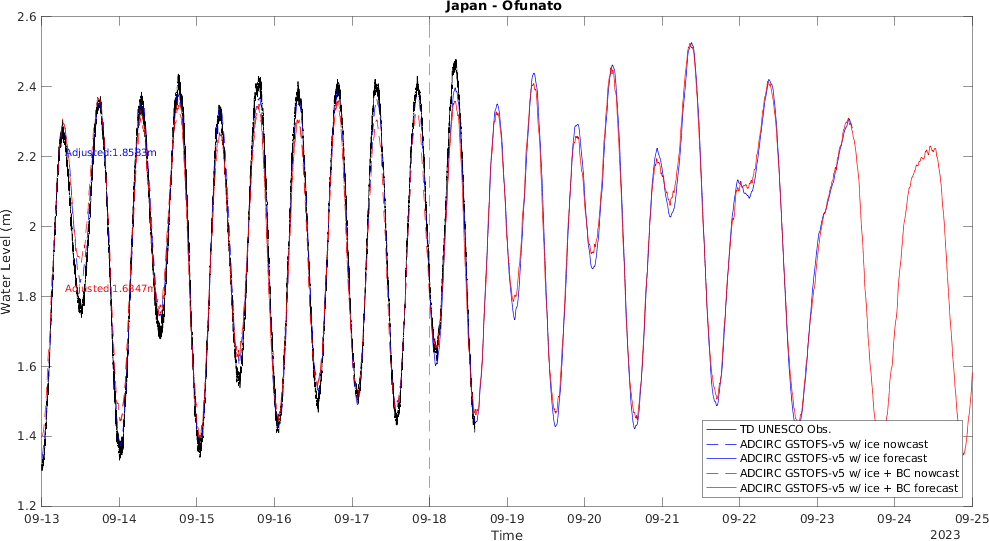 Japan - Ofunato
2.6
2.4
2.2
2
1.8
1.6
1.4
1.2
Water Level (m)
Adjusted:1.8583m
Adjusted:1.6847m
TD UNESCO Obs.
ADCIRC GSTOFS-v5 w/ ice nowcast
ADCIRC GSTOFS-v5 w/ ice forecast
ADCIRC GSTOFS-v5 w/ ice + BC nowcast
ADCIRC GSTOFS-v5 w/ ice + BC forecast
09-13 09-14 09-15 09-16 09-17 09-18 09-19 09-20 09-21 09-22 09-23 09-24 09-25
Time
2023